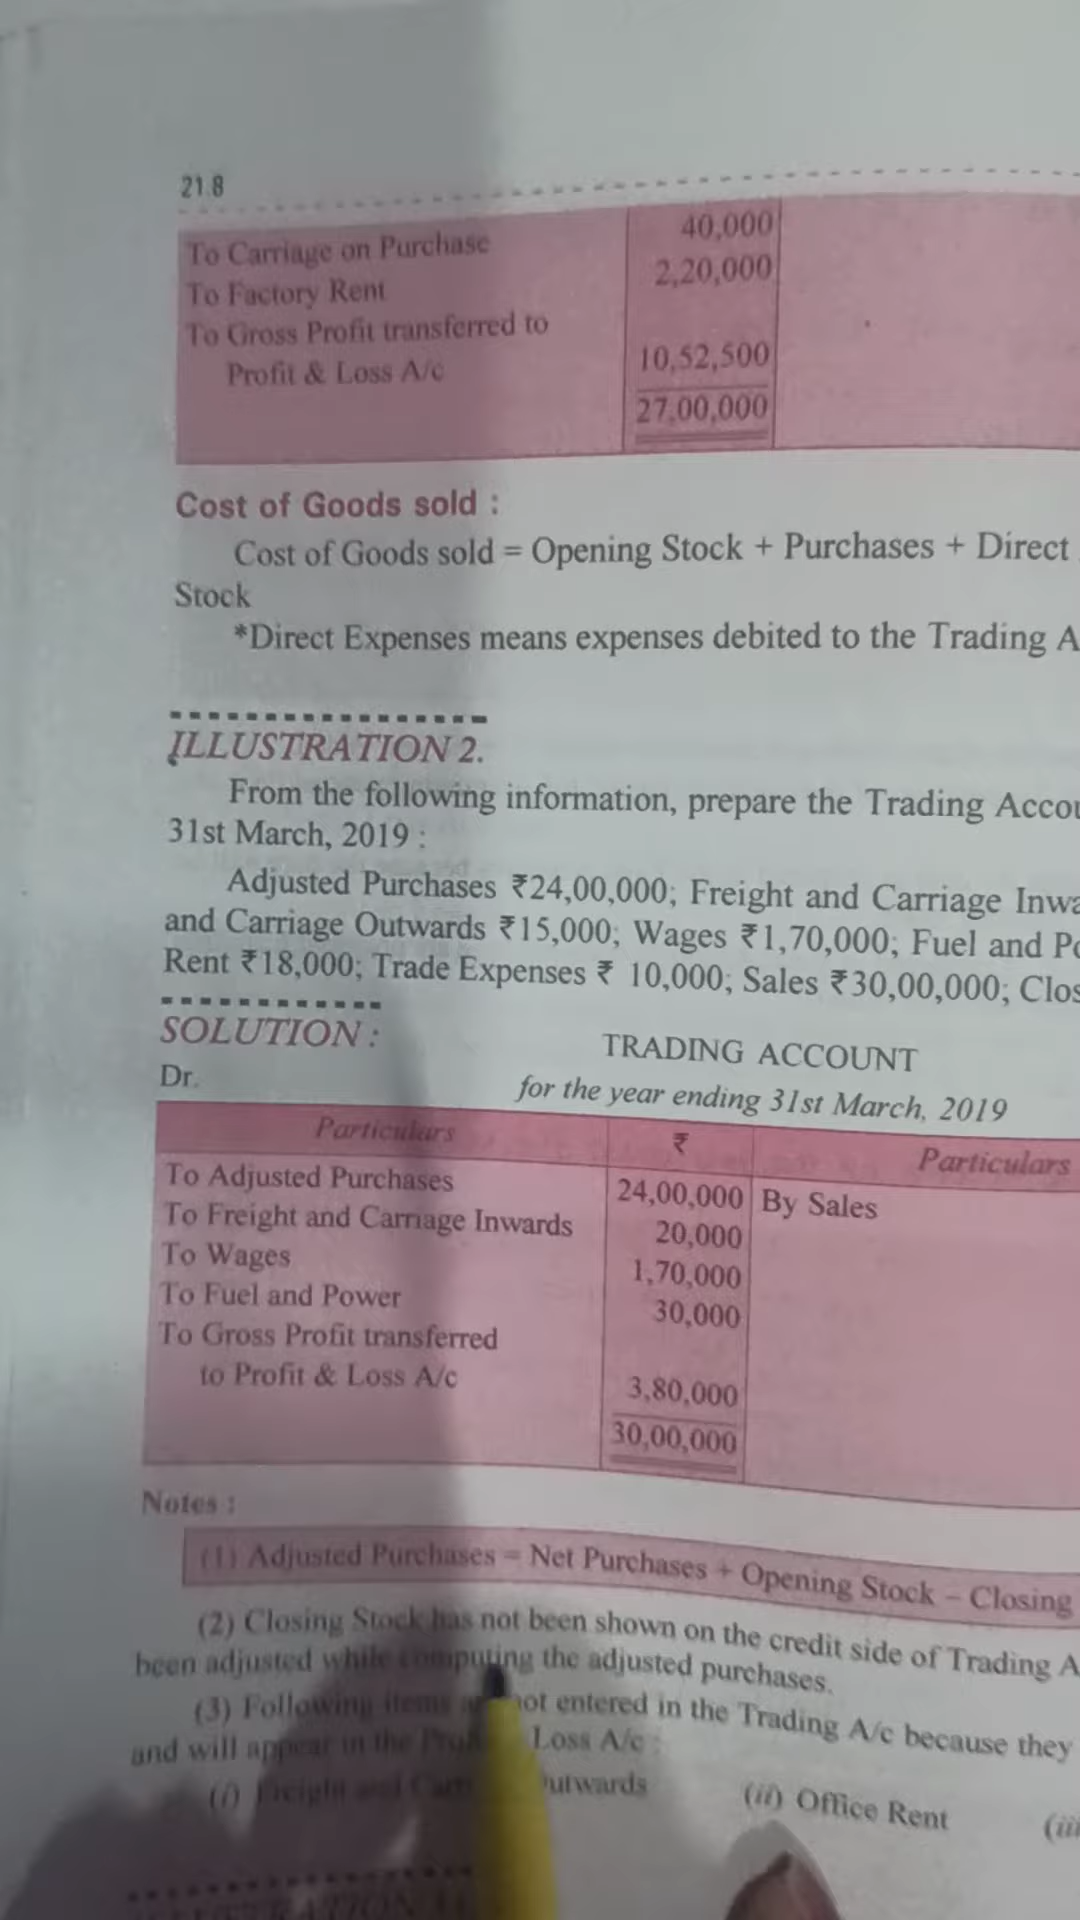 21.8
To Carriage on Purchase 40,000
To Factory Rent 2,20,000
To Gross Profit transferred to
Profit & Loss A/c 10,52,500
27,00,000
Cost of Goods sold :
Cost of Goods sold = Opening Stock + Purchases + Direct
Stock
*Direct Expenses means expenses debited to the Trading A
ILLUSTRATION 2.
From the following information, prepare the Trading Accou
31st March, 2019 :
Adjusted Purchases ₹24,00,000; Freight and Carriage Inwa
and Carriage Outwards ₹15,000; Wages ₹1,70,000; Fuel and Po
Rent ₹18,000; Trade Expenses ₹ 10,000; Sales ₹30,00,000; Clos
SOLUTION :
TRADING ACCOUNT
Dr. for the year ending 31st March, 2019
Particulars ₹ Particulars
To Adjusted Purchases 24,00,000 By Sales
To Freight and Carriage Inwards 20,000
To Wages 1,70,000
To Fuel and Power 30,000
To Gross Profit transferred
to Profit & Loss A/c 3,80,000
30,00,000
Notes :
(1) Adjusted Purchases = Net Purchases + Opening Stock – Closing
(2) Closing Stock has not been shown on the credit side of Trading A
been adjusted while computing the adjusted purchases.
(3) Following items not entered in the Trading A/c because they
and will appear in the Loss A/c :
(i) Freight and utwards (ii) Office Rent (iii